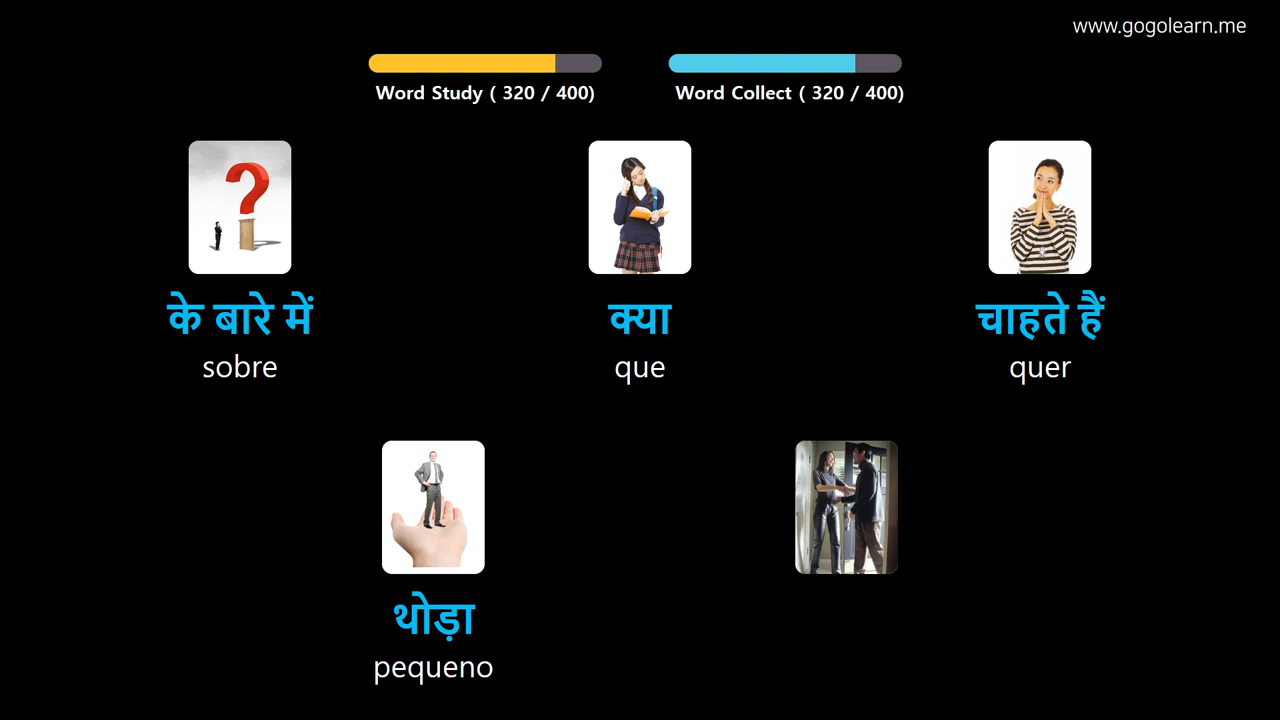 www.gogolearn.me
Word Study ( 320 / 400)
Word Collect ( 320 / 400)
के बारे में
sobre
क्या
que
चाहते हैं
quer
थोड़ा
pequeno